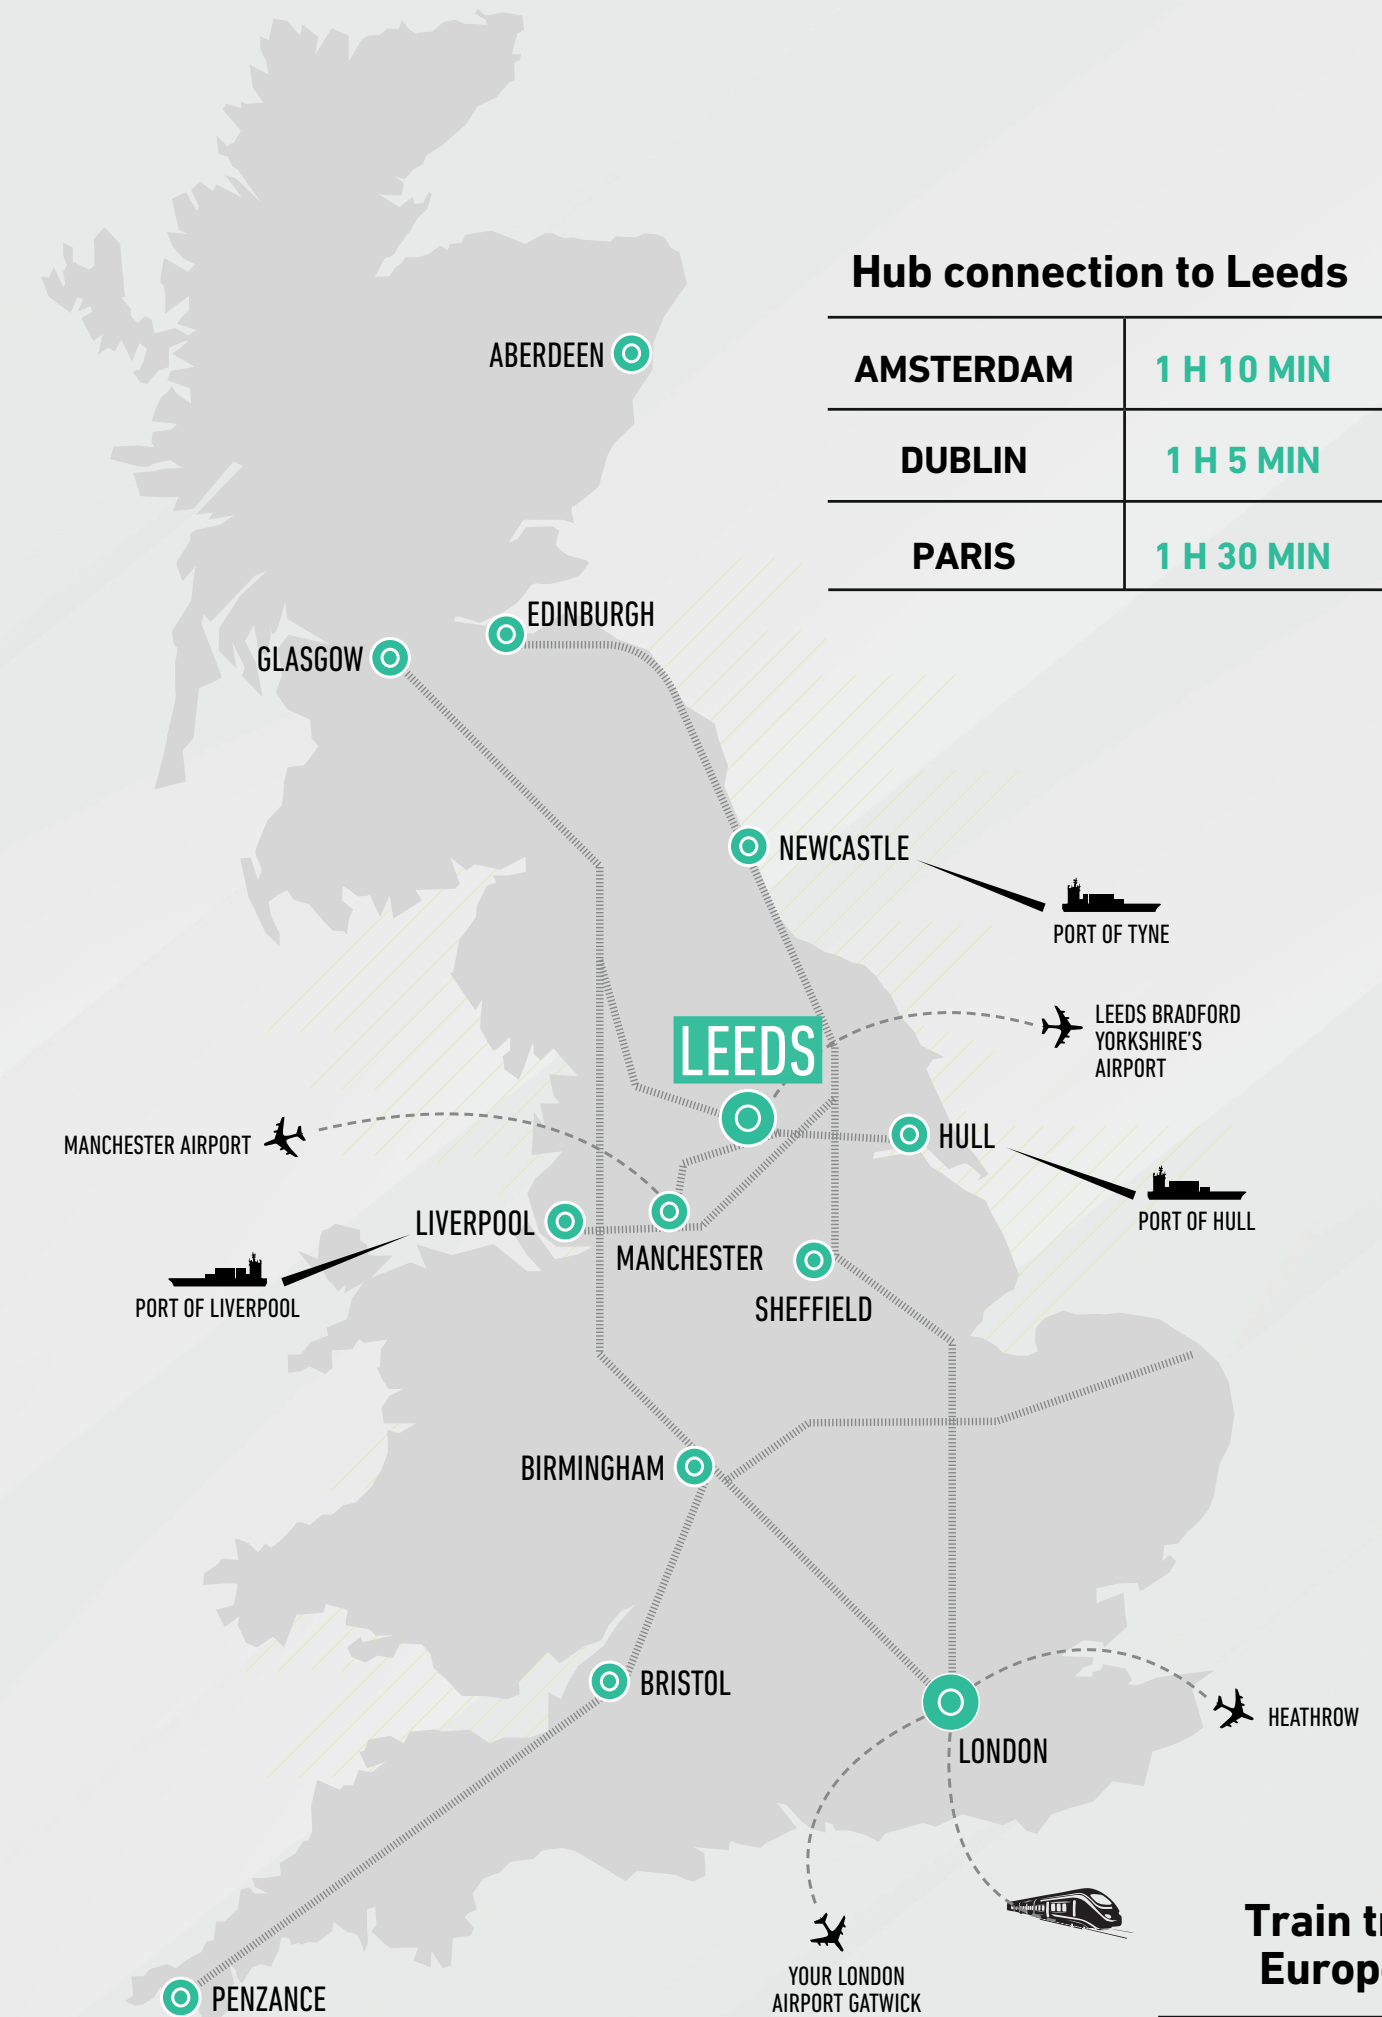 Hub connection to Leeds
AMSTERDAM 1 H 10 MIN
DUBLIN 1 H 5 MIN
PARIS 1 H 30 MIN
ABERDEEN
EDINBURGH
GLASGOW
NEWCASTLE
PORT OF TYNE
LEEDS BRADFORD
YORKSHIRE'S
AIRPORT
LEEDS
MANCHESTER AIRPORT
HULL
PORT OF HULL
LIVERPOOL
MANCHESTER
PORT OF LIVERPOOL
SHEFFIELD
BIRMINGHAM
BRISTOL
LONDON
HEATHROW
YOUR LONDON
AIRPORT GATWICK
PENZANCE
Train